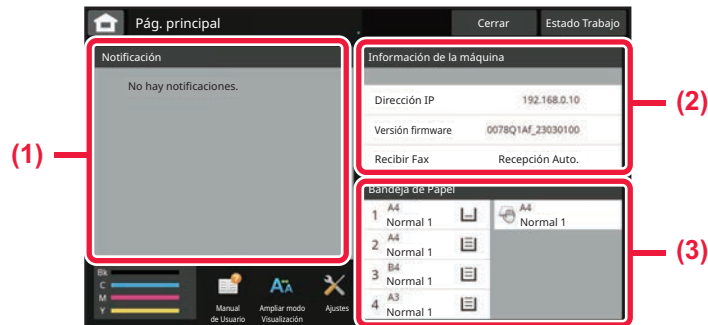 Pág. principal
Cerrar
Estado Trabajo
Notificación
No hay notificaciones.
(1)
Información de la máquina
Dirección IP 192.168.0.10
Versión firmware 0078Q1Af_23030100
Recibir Fax Recepción Auto.
(2)
Bandeja de Papel
1 A4
Normal 1
2 A4
Normal 1
3 B4
Normal 1
4 A3
Normal 1
A4
Normal 1
(3)
Bk
C
M
Y
Manual
de Usuario
Ampliar modo
Visualización
Ajustes